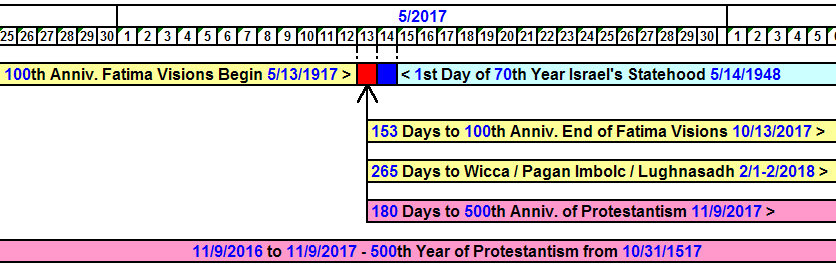 5/2017
25 26 27 28 29 30 1 2 3 4 5 6 7 8 9 10 11 12 13 14 15 16 17 18 19 20 21 22 23 24 25 26 27 28 29 30 1 2 3 4 5
100th Anniv. Fatima Visions Begin 5/13/1917 >
< 1st Day of 70th Year Israel's Statehood 5/14/1948
153 Days to 100th Anniv. End of Fatima Visions 10/13/2017 >
265 Days to Wicca / Pagan Imbolc / Lughnasadh 2/1-2/2018 >
180 Days to 500th Anniv. of Protestantism 11/9/2017 >
11/9/2016 to 11/9/2017 - 500th Year of Protestantism from 10/31/1517